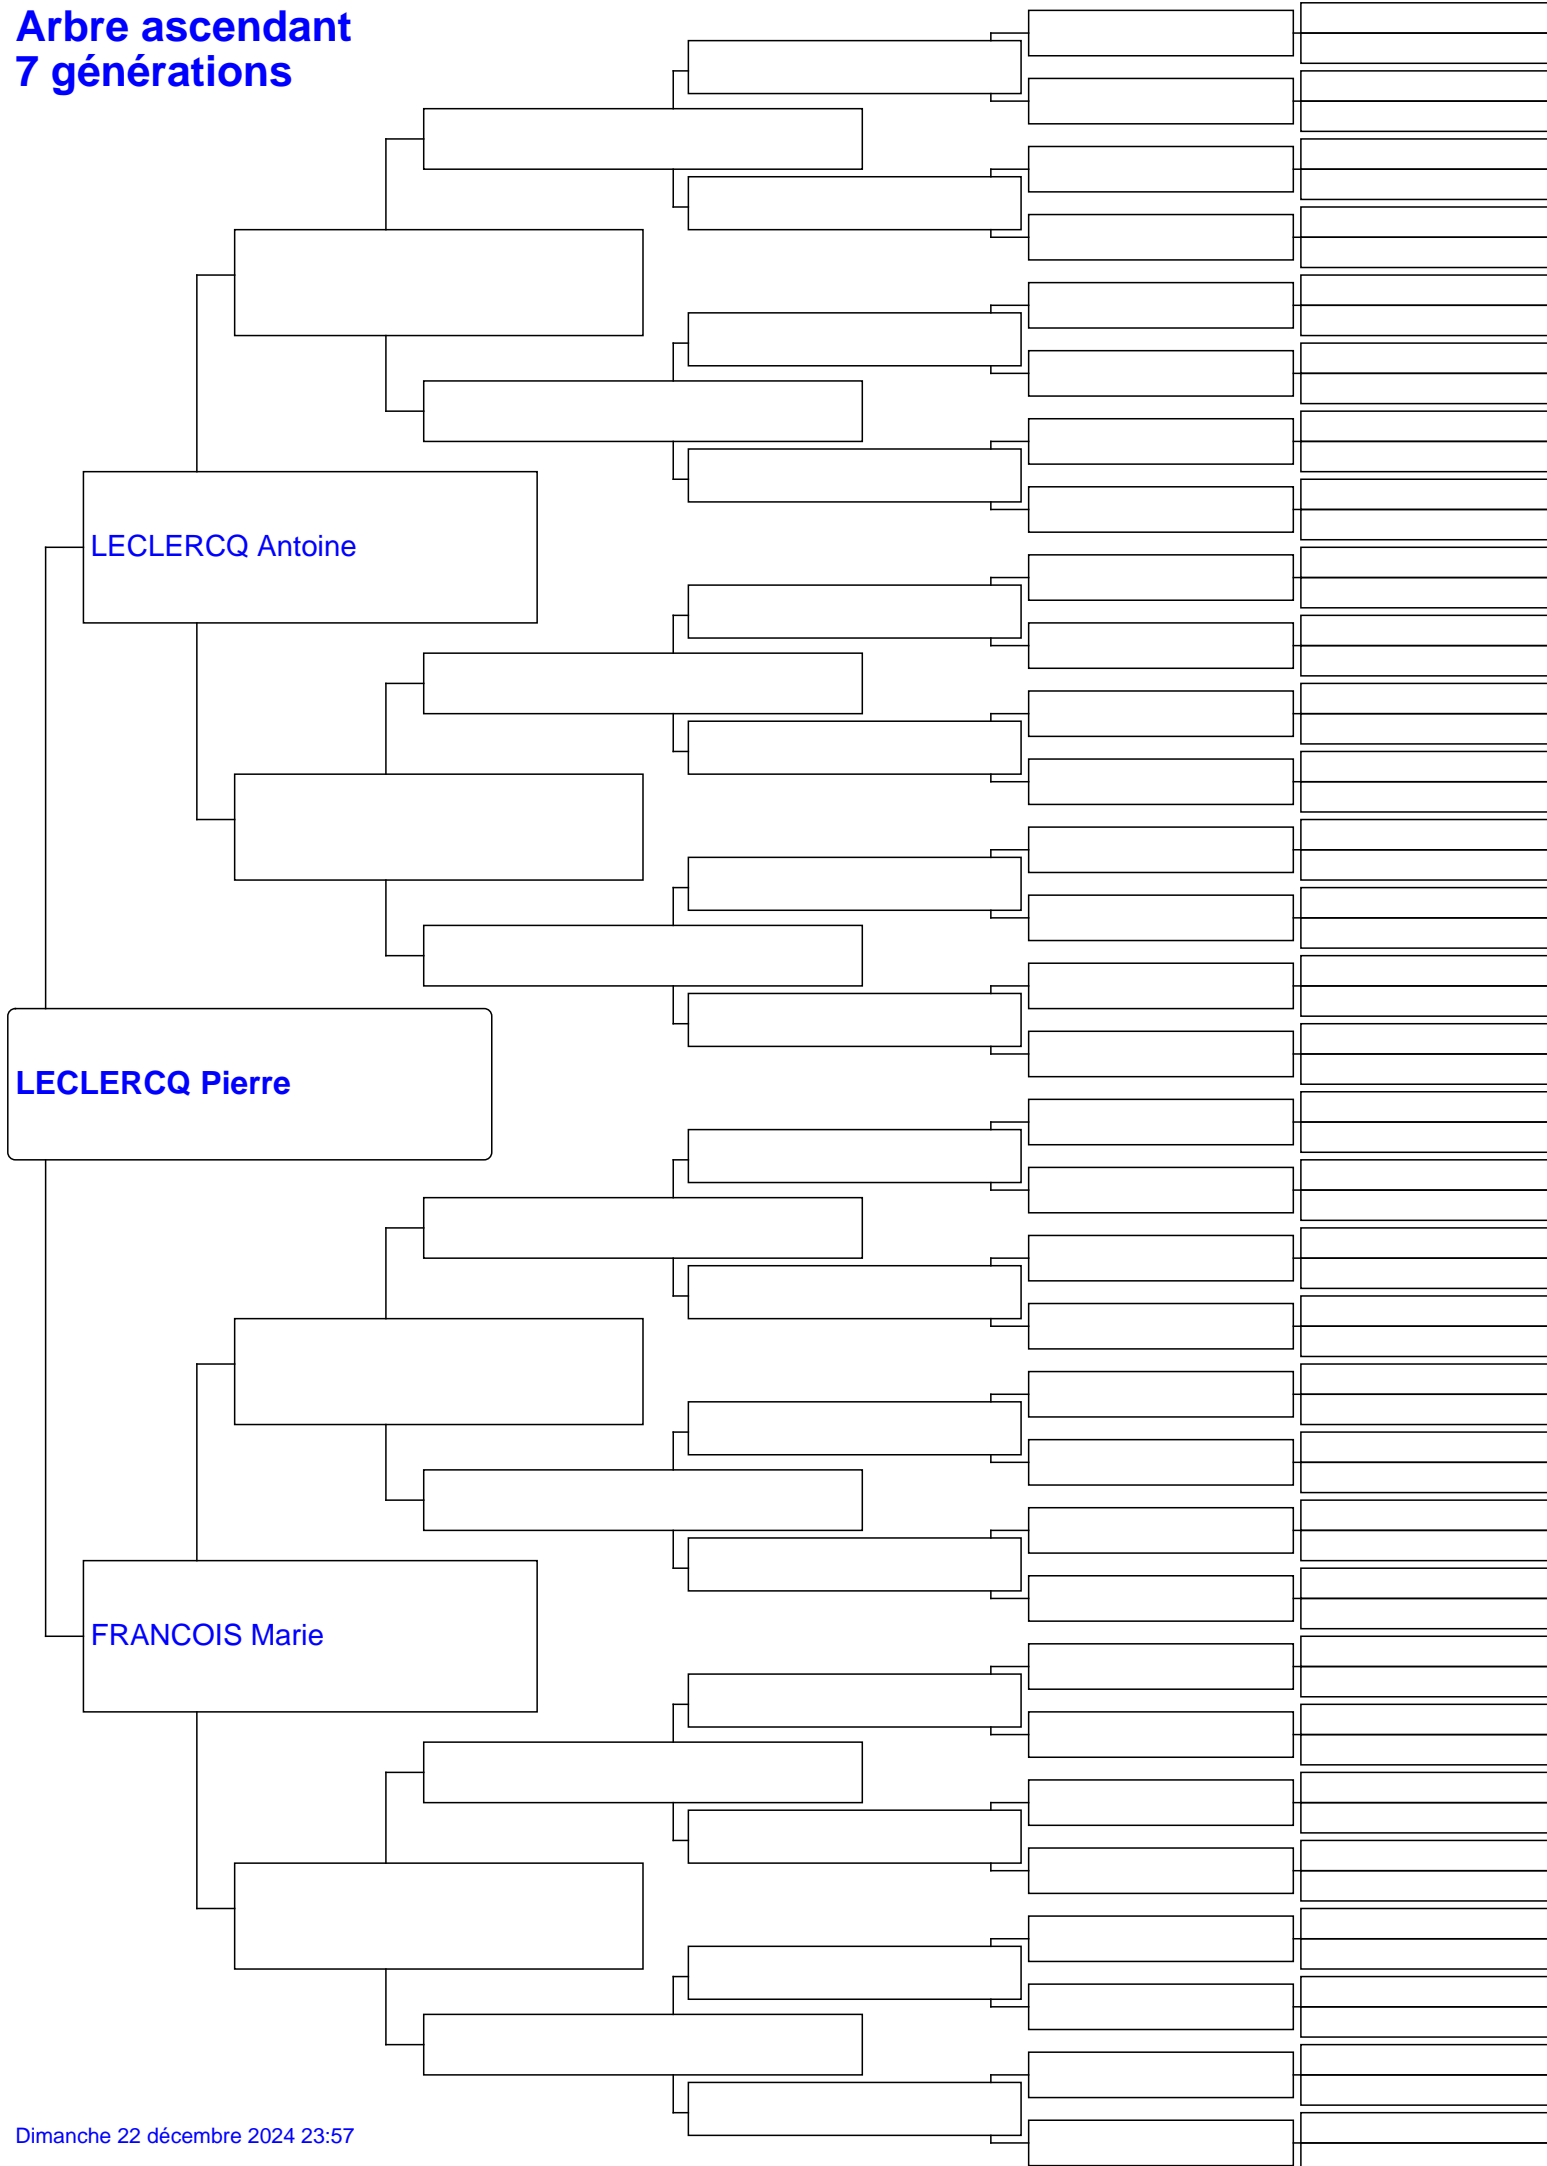 Arbre ascendant
7 générations
LECLERCQ Antoine
LECLERCQ Pierre
FRANCOIS Marie
Dimanche 22 décembre 2024 23:57